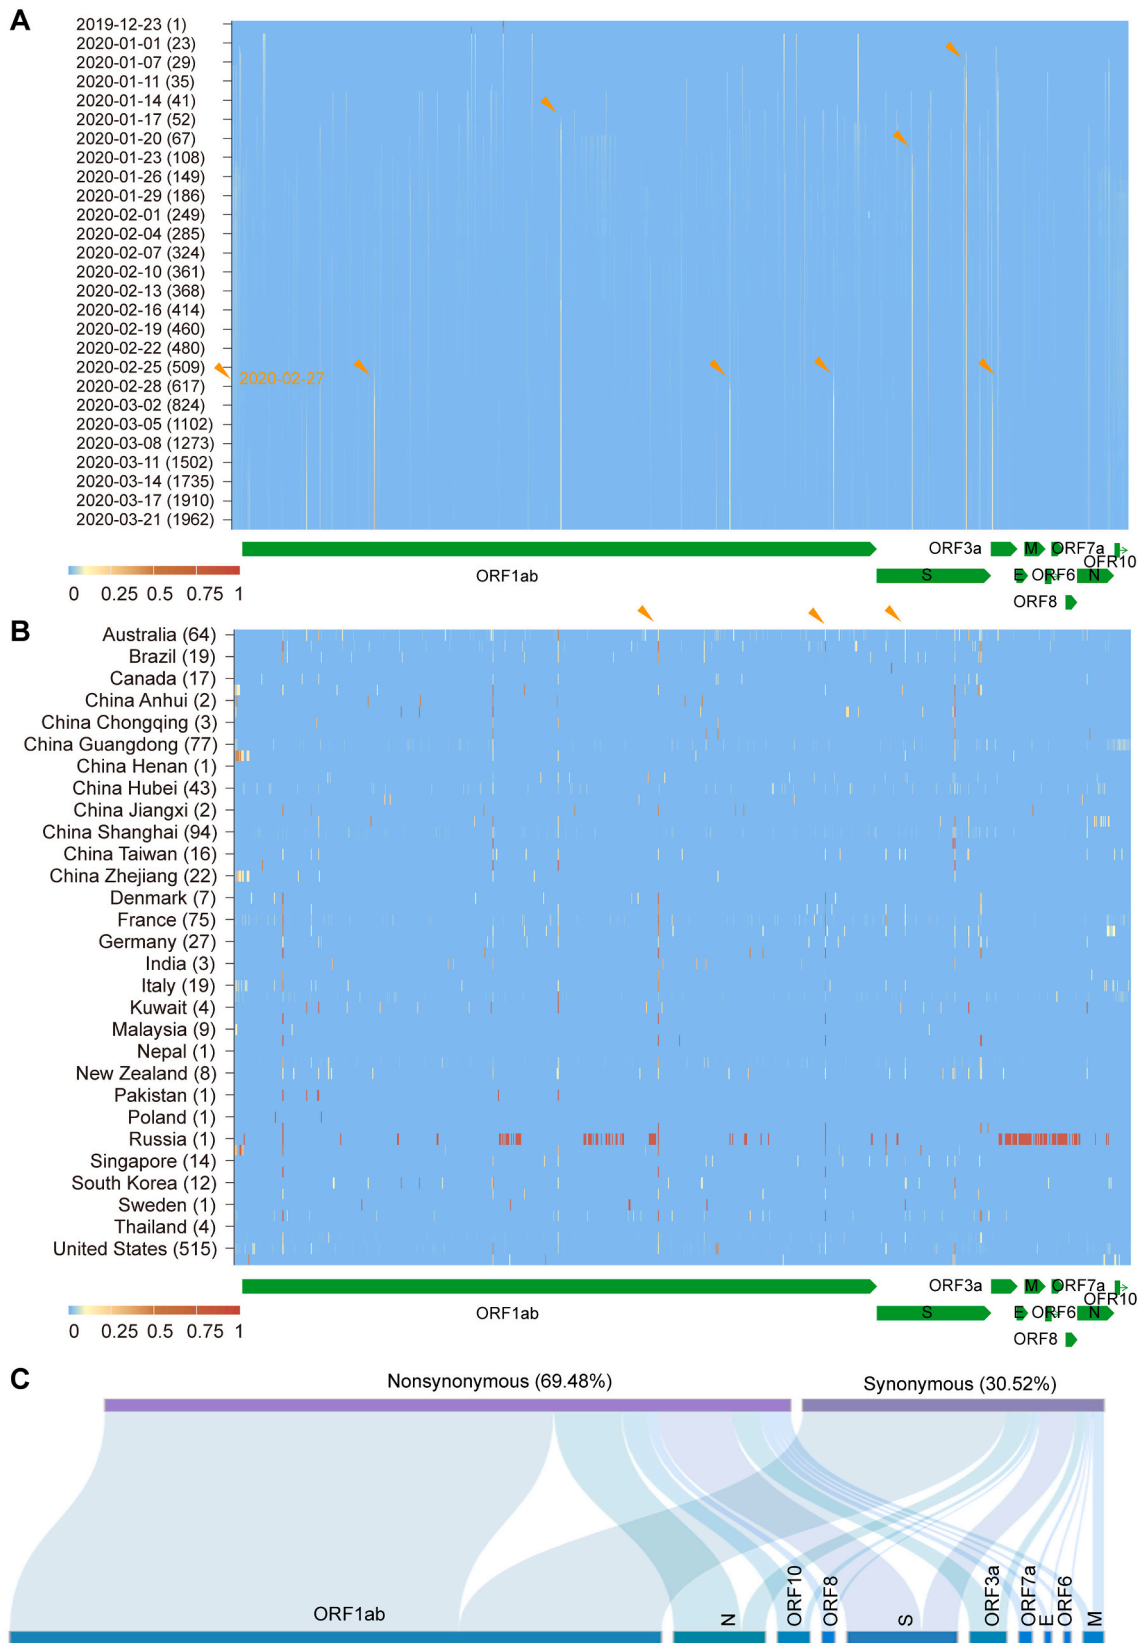 A
2019-12-23 (1)
2020-01-01 (23)
2020-01-07 (29)
2020-01-11 (35)
2020-01-14 (41)
2020-01-17 (52)
2020-01-20 (67)
2020-01-23 (108)
2020-01-26 (149)
2020-01-29 (186)
2020-02-01 (249)
2020-02-04 (285)
2020-02-07 (324)
2020-02-10 (361)
2020-02-13 (368)
2020-02-16 (414)
2020-02-19 (460)
2020-02-22 (480)
2020-02-25 (509)
2020-02-27
2020-02-28 (617)
2020-03-02 (824)
2020-03-05 (1102)
2020-03-08 (1273)
2020-03-11 (1502)
2020-03-14 (1735)
2020-03-17 (1910)
2020-03-21 (1962)
ORF3a M ORF7a
OFR10
ORF1ab S E ORF6 N
0 0.25 0.75 1
ORF8
B
Australia (64)
Brazil (19)
Canada (17)
China Anhui (2)
China Chongqing (3)
China Guangdong (77)
China Henan (1)
China Hubei (43)
China Jiangxi (2)
China Shanghai (94)
China Taiwan (16)
China Zhejiang (22)
Denmark (7)
France (75)
Germany (27)
India (3)
Italy (19)
Kuwait (4)
Malaysia (9)
Nepal (1)
New Zealand (8)
Pakistan (1)
Poland (1)
Russia (1)
Singapore (14)
South Korea (12)
Sweden (1)
Thailand (4)
United States (515)
ORF3a M ORF7a
OFR10
ORF1ab S E ORF6 N
0 0.25 0.75 1
ORF8
C
Nonsynonymous (69.48%) Synonymous (30.52%)
ORF1ab N ORF10 ORF8 S ORF3a ORF7a E ORF6 M